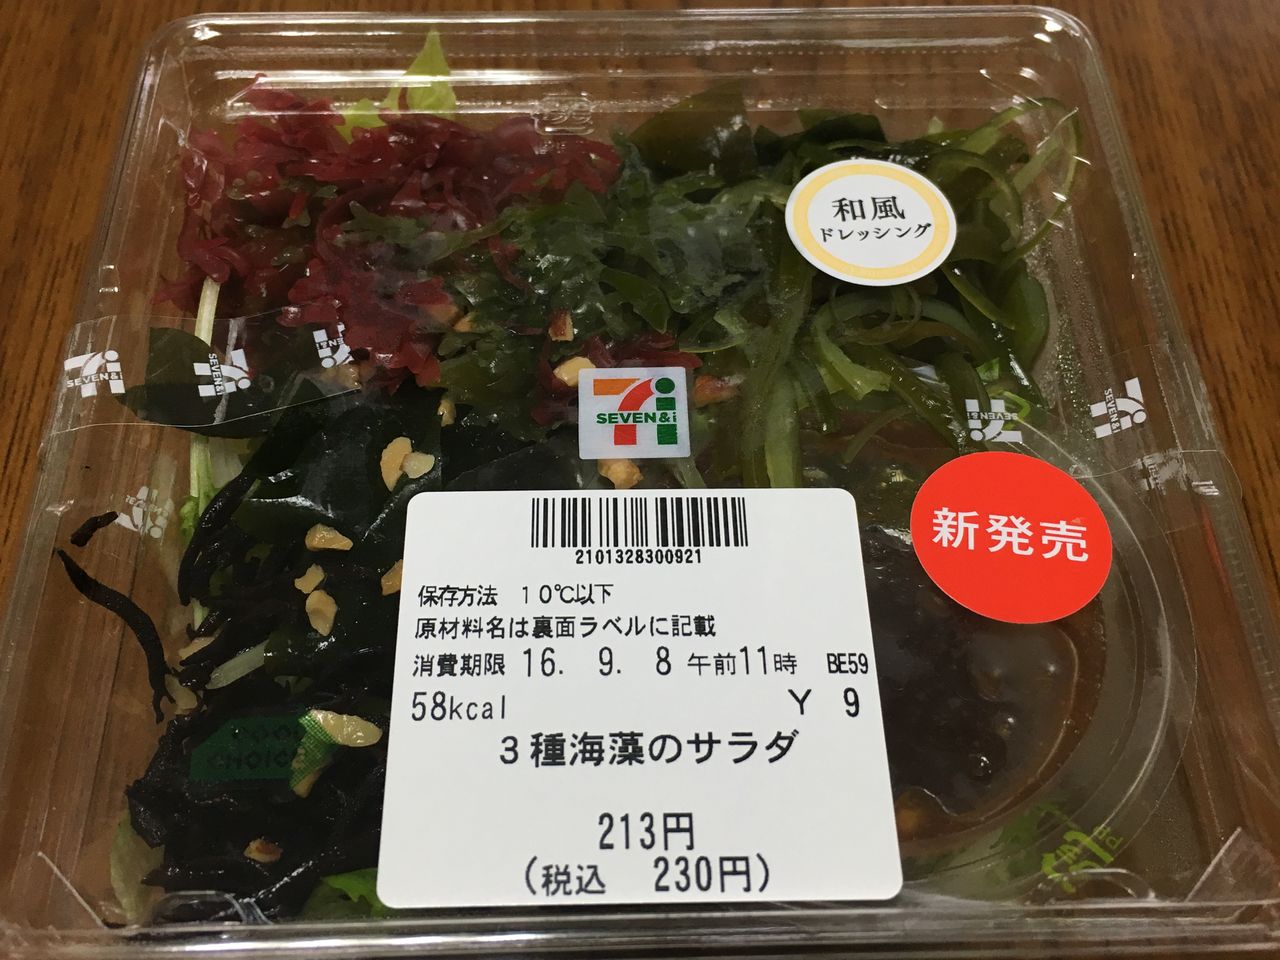 和風
ドレッシング
SEVEN&i
SEVEN&i
SEVEN&i
SEVEN&i
新発売
2101328300921
保存方法 10℃以下
原材料名は裏面ラベルに記載
消費期限 16. 9. 8 午前11時 BE59
58kcal Y 9
3種海藻のサラダ
213円
(税込 230円)